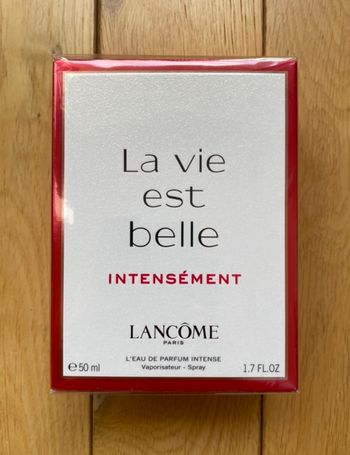 La vie
est
belle
INTENSÉMENT
LANCÔME
PARIS
L'EAU DE PARFUM INTENSE
Vaporisateur - Spray
℮50 ml 1.7 FL.OZ